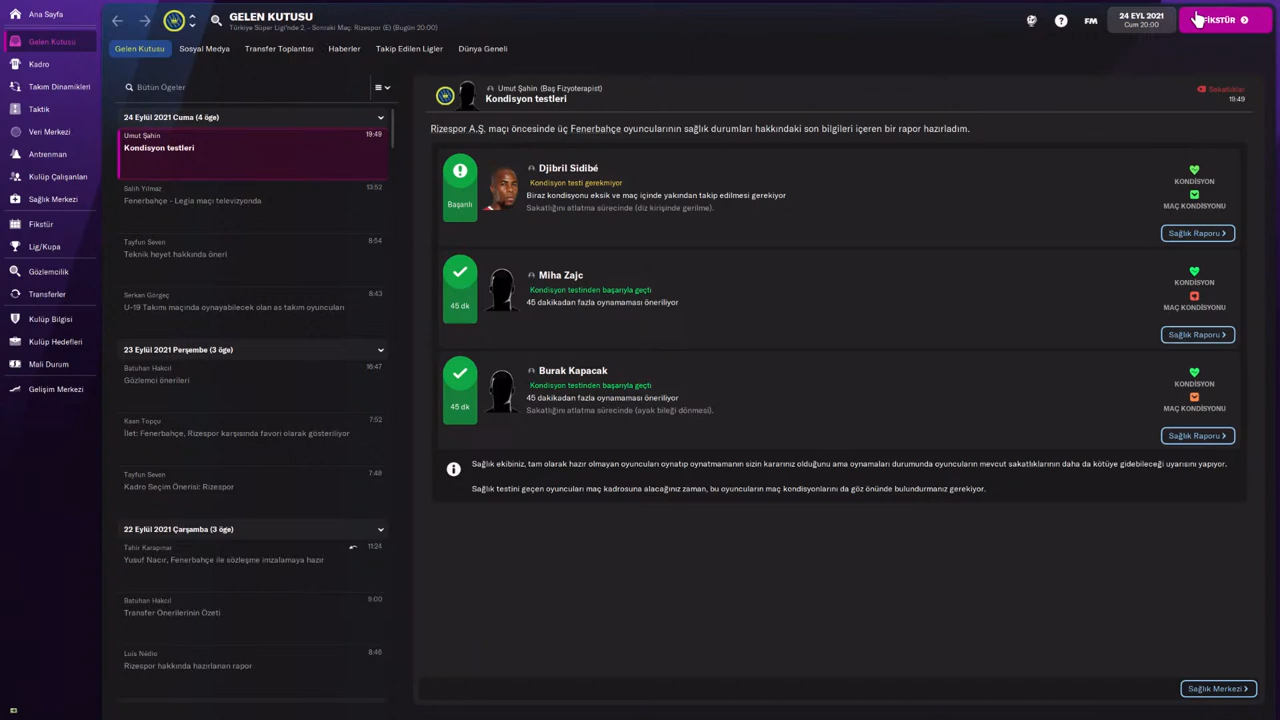 Ana Sayfa
Gelen Kutusu
Kadro
Takım Dinamikleri
Taktik
Veri Merkezi
Antrenman
Kulüp Çalışanları
Sağlık Merkezi
Fikstür
Lig/Kupa
Gözlemcilik
Transferler
Kulüp Bilgisi
Kulüp Hedefleri
Mali Durum
Gelişim Merkezi
GELEN KUTUSU
Türkiye Süper Ligi'nde 2. - Sonraki Maç: Rizespor (E) (Bugün 20:00)
FM
24 EYL 2021
Cum 20:00
FİKSTÜR
Gelen Kutusu
Sosyal Medya
Transfer Toplantısı
Haberler
Takip Edilen Ligler
Dünya Geneli
Bütün Ögeler
24 Eylül 2021 Cuma (4 öge)
Umut Şahin 19:49
Kondisyon testleri
Salih Yılmaz 13:52
Fenerbahçe - Legia maçı televizyonda
Tayfun Seven 8:54
Teknik heyet hakkında öneri
Serkan Görgeç 8:43
U-19 Takımı maçında oynayabilecek olan as takım oyuncuları
23 Eylül 2021 Perşembe (3 öge)
Batuhan Hakcıl 16:47
Gözlemci önerileri
Kaan Topçu 7:52
İlet: Fenerbahçe, Rizespor karşısında favori olarak gösteriliyor
Tayfun Seven 7:48
Kadro Seçim Önerisi: Rizespor
22 Eylül 2021 Çarşamba (3 öge)
Tahir Karapınar 11:24
Yusuf Nacır, Fenerbahçe ile sözleşme imzalamaya hazır
Batuhan Hakcıl 9:00
Transfer Önerilerinin Özeti
Luís Nédio 8:46
Rizespor hakkında hazırlanan rapor
Umut Şahin (Baş Fizyoterapist)
Kondisyon testleri
Sakatlıklar
19:49
Rizespor A.Ş. maçı öncesinde üç Fenerbahçe oyuncularının sağlık durumları hakkındaki son bilgileri içeren bir rapor hazırladım.
Başarılı
Djibril Sidibé
Kondisyon testi gerekmiyor
Biraz kondisyonu eksik ve maç içinde yakından takip edilmesi gerekiyor
Sakatlığını atlatma sürecinde (diz kirişinde gerilme).
KONDİSYON
MAÇ KONDİSYONU
Sağlık Raporu
45 dk
Miha Zajc
Kondisyon testinden başarıyla geçti
45 dakikadan fazla oynamaması öneriliyor
KONDİSYON
MAÇ KONDİSYONU
Sağlık Raporu
45 dk
Burak Kapacak
Kondisyon testinden başarıyla geçti
45 dakikadan fazla oynamaması öneriliyor
Sakatlığını atlatma sürecinde (ayak bileği dönmesi).
KONDİSYON
MAÇ KONDİSYONU
Sağlık Raporu
Sağlık ekibiniz, tam olarak hazır olmayan oyuncuları oynatıp oynatmamanın sizin kararınız olduğunu ama oynamaları durumunda oyuncuların mevcut sakatlıklarının daha da kötüye gidebileceği uyarısını yapıyor.
Sağlık testini geçen oyuncuları maç kadrosuna alacağınız zaman, bu oyuncuların maç kondisyonlarını da göz önünde bulundurmanız gerekiyor.
Sağlık Merkezi